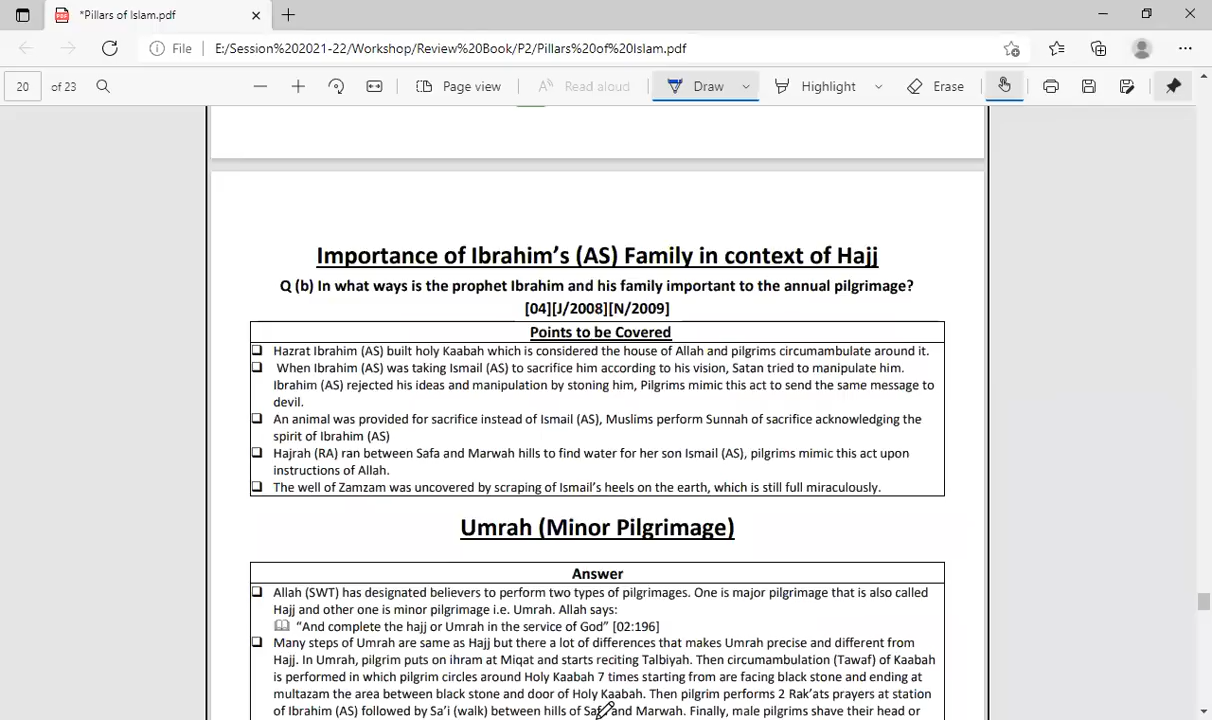 *Pillars of Islam.pdf
File E:/Session%202021-22/Workshop/Review%20Book/P2/Pillars%20of%20Islam.pdf
20 of 23 Page view Read aloud Draw Highlight Erase
Importance of Ibrahim's (AS) Family in context of Hajj
Q (b) In what ways is the prophet Ibrahim and his family important to the annual pilgrimage?
[04][J/2008][N/2009]
Points to be Covered
Hazrat Ibrahim (AS) built holy Kaabah which is considered the house of Allah and pilgrims circumambulate around it.
When Ibrahim (AS) was taking Ismail (AS) to sacrifice him according to his vision, Satan tried to manipulate him.
Ibrahim (AS) rejected his ideas and manipulation by stoning him, Pilgrims mimic this act to send the same message to
devil.
An animal was provided for sacrifice instead of Ismail (AS), Muslims perform Sunnah of sacrifice acknowledging the
spirit of Ibrahim (AS)
Hajrah (RA) ran between Safa and Marwah hills to find water for her son Ismail (AS), pilgrims mimic this act upon
instructions of Allah.
The well of Zamzam was uncovered by scraping of Ismail's heels on the earth, which is still full miraculously.
Umrah (Minor Pilgrimage)
Answer
Allah (SWT) has designated believers to perform two types of pilgrimages. One is major pilgrimage that is also called
Hajj and other one is minor pilgrimage i.e. Umrah. Allah says:
"And complete the hajj or Umrah in the service of God" [02:196]
Many steps of Umrah are same as Hajj but there a lot of differences that makes Umrah precise and different from
Hajj. In Umrah, pilgrim puts on ihram at Miqat and starts reciting Talbiyah. Then circumambulation (Tawaf) of Kaabah
is performed in which pilgrim circles around Holy Kaabah 7 times starting from are facing black stone and ending at
multazam the area between black stone and door of Holy Kaabah. Then pilgrim performs 2 Rak'ats prayers at station
of Ibrahim (AS) followed by Sa'i (walk) between hills of Safa and Marwah. Finally, male pilgrims shave their head or